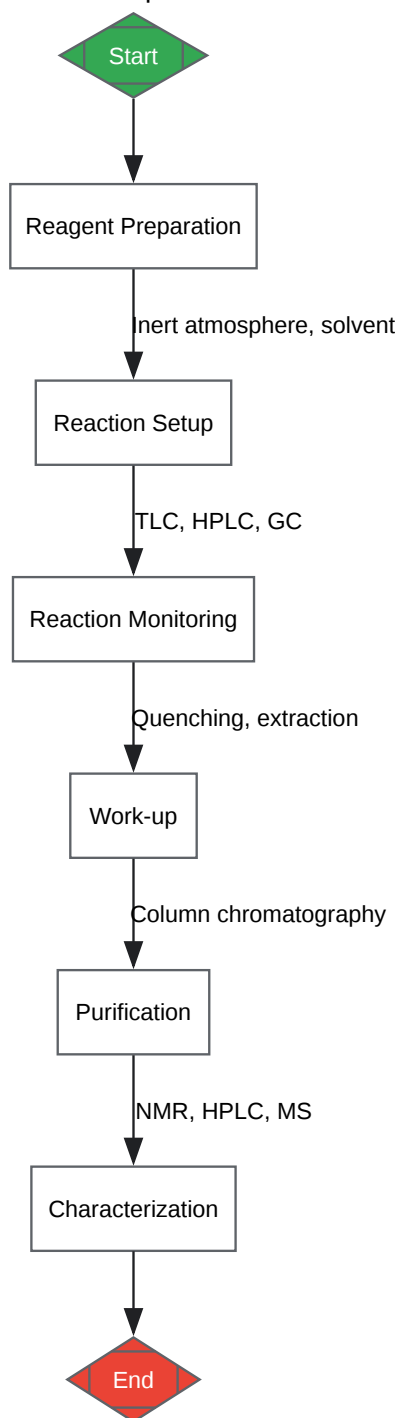 Start
Reagent Preparation
Inert atmosphere, solvent
Reaction Setup
TLC, HPLC, GC
Reaction Monitoring
Quenching, extraction
Work-up
Column chromatography
Purification
NMR, HPLC, MS
Characterization
End